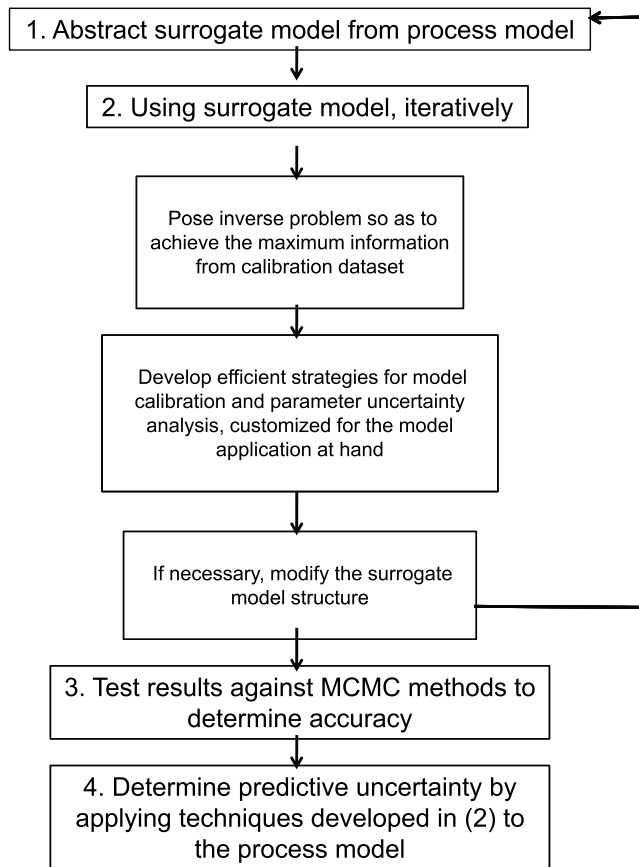 1. Abstract surrogate model from process model
2. Using surrogate model, iteratively
Pose inverse problem so as to
achieve the maximum information
from calibration dataset
Develop efficient strategies for model
calibration and parameter uncertainty
analysis, customized for the model
application at hand
If necessary, modify the surrogate
model structure
3. Test results against MCMC methods to
determine accuracy
4. Determine predictive uncertainty by
applying techniques developed in (2) to
the process model